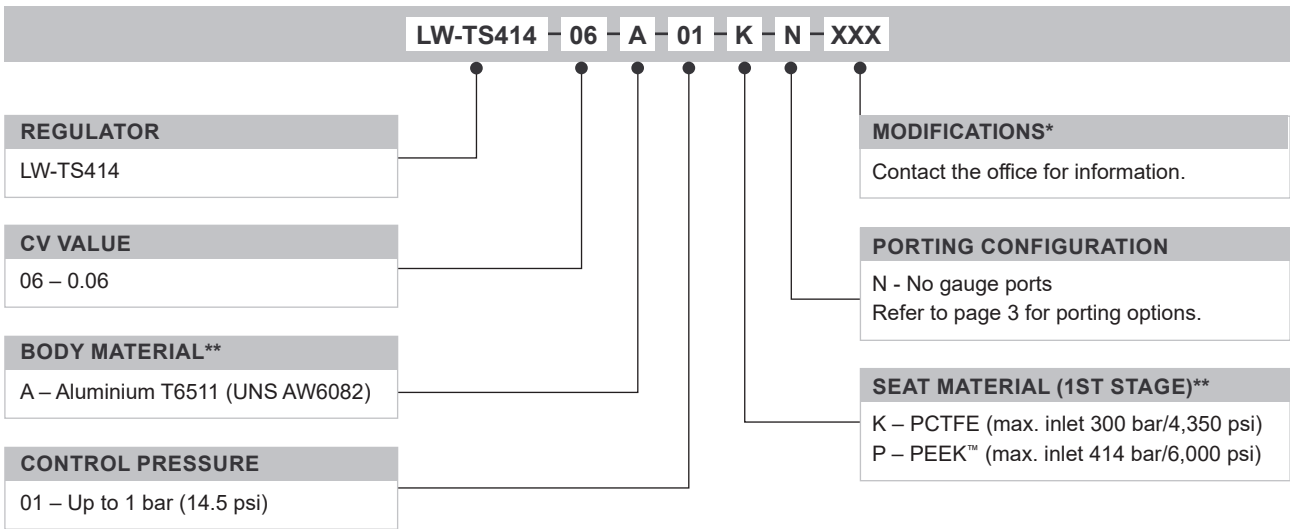 LW-TS414 – 06 – A – 01 – K – N – XXX
REGULATOR
LW-TS414
CV VALUE
06 – 0.06
BODY MATERIAL**
A – Aluminium T6511 (UNS AW6082)
CONTROL PRESSURE
01 – Up to 1 bar (14.5 psi)
MODIFICATIONS*
Contact the office for information.
PORTING CONFIGURATION
N - No gauge ports
Refer to page 3 for porting options.
SEAT MATERIAL (1ST STAGE)**
K – PCTFE (max. inlet 300 bar/4,350 psi)
P – PEEK™ (max. inlet 414 bar/6,000 psi)